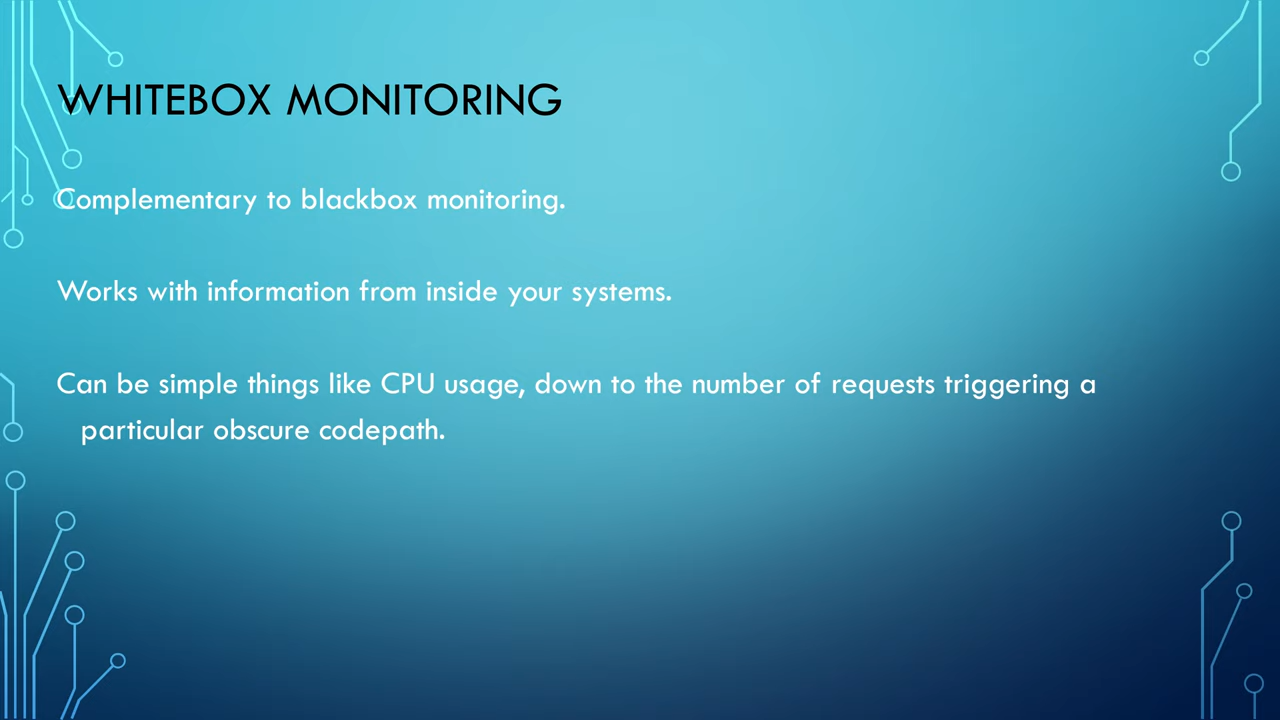 WHITEBOX MONITORING
Complementary to blackbox monitoring.
Works with information from inside your systems.
Can be simple things like CPU usage, down to the number of requests triggering a
particular obscure codepath.